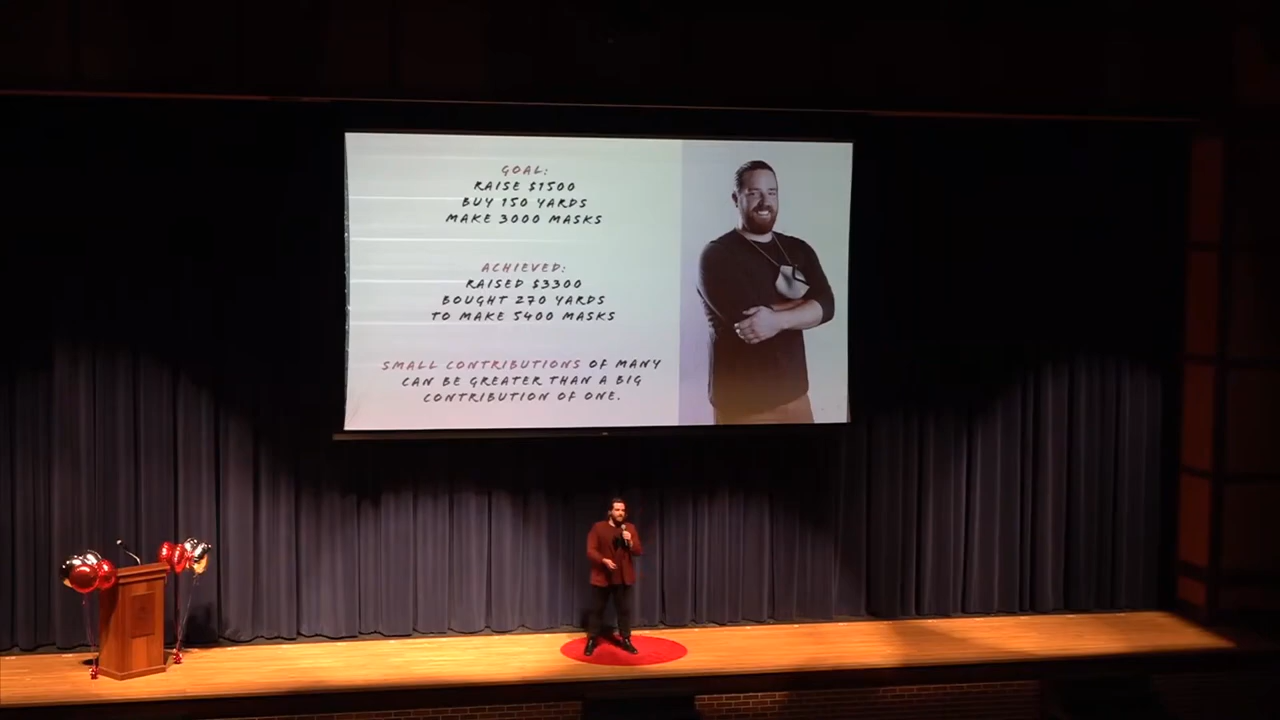 GOAL:
RAISE $1500
BUY 150 YARDS
MAKE 3000 MASKS
ACHIEVED:
RAISED $3300
BOUGHT 270 YARDS
TO MAKE 5400 MASKS
SMALL CONTRIBUTIONS OF MANY
CAN BE GREATER THAN A BIG
CONTRIBUTION OF ONE.